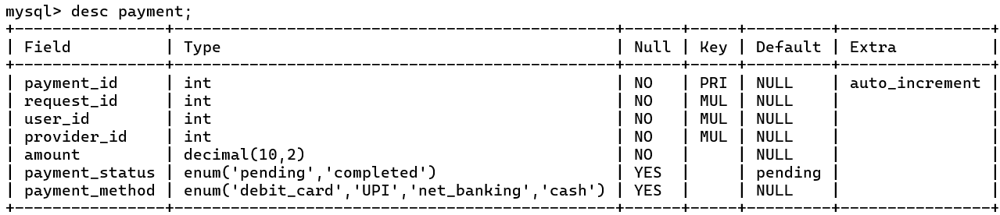 mysql> desc payment;
+----------------+-----------------------------------------------+------+-----+---------+----------------+
| Field          | Type                                          | Null | Key | Default | Extra          |
+----------------+-----------------------------------------------+------+-----+---------+----------------+
| payment_id     | int                                           | NO   | PRI | NULL    | auto_increment |
| request_id     | int                                           | NO   | MUL | NULL    |                |
| user_id        | int                                           | NO   | MUL | NULL    |                |
| provider_id    | int                                           | NO   | MUL | NULL    |                |
| amount         | decimal(10,2)                                 | NO   |     | NULL    |                |
| payment_status | enum('pending','completed')                   | YES  |     | pending |                |
| payment_method | enum('debit_card','UPI','net_banking','cash') | YES  |     | NULL    |                |
+----------------+-----------------------------------------------+------+-----+---------+----------------+